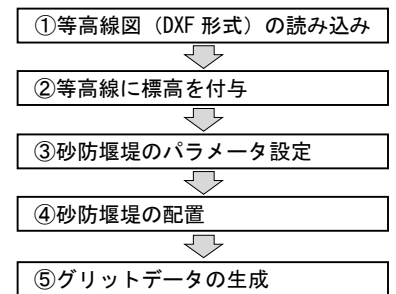 ①等高線図（DXF 形式）の読み込み
②等高線に標高を付与
③砂防堰堤のパラメータ設定
④砂防堰堤の配置
⑤グリットデータの生成